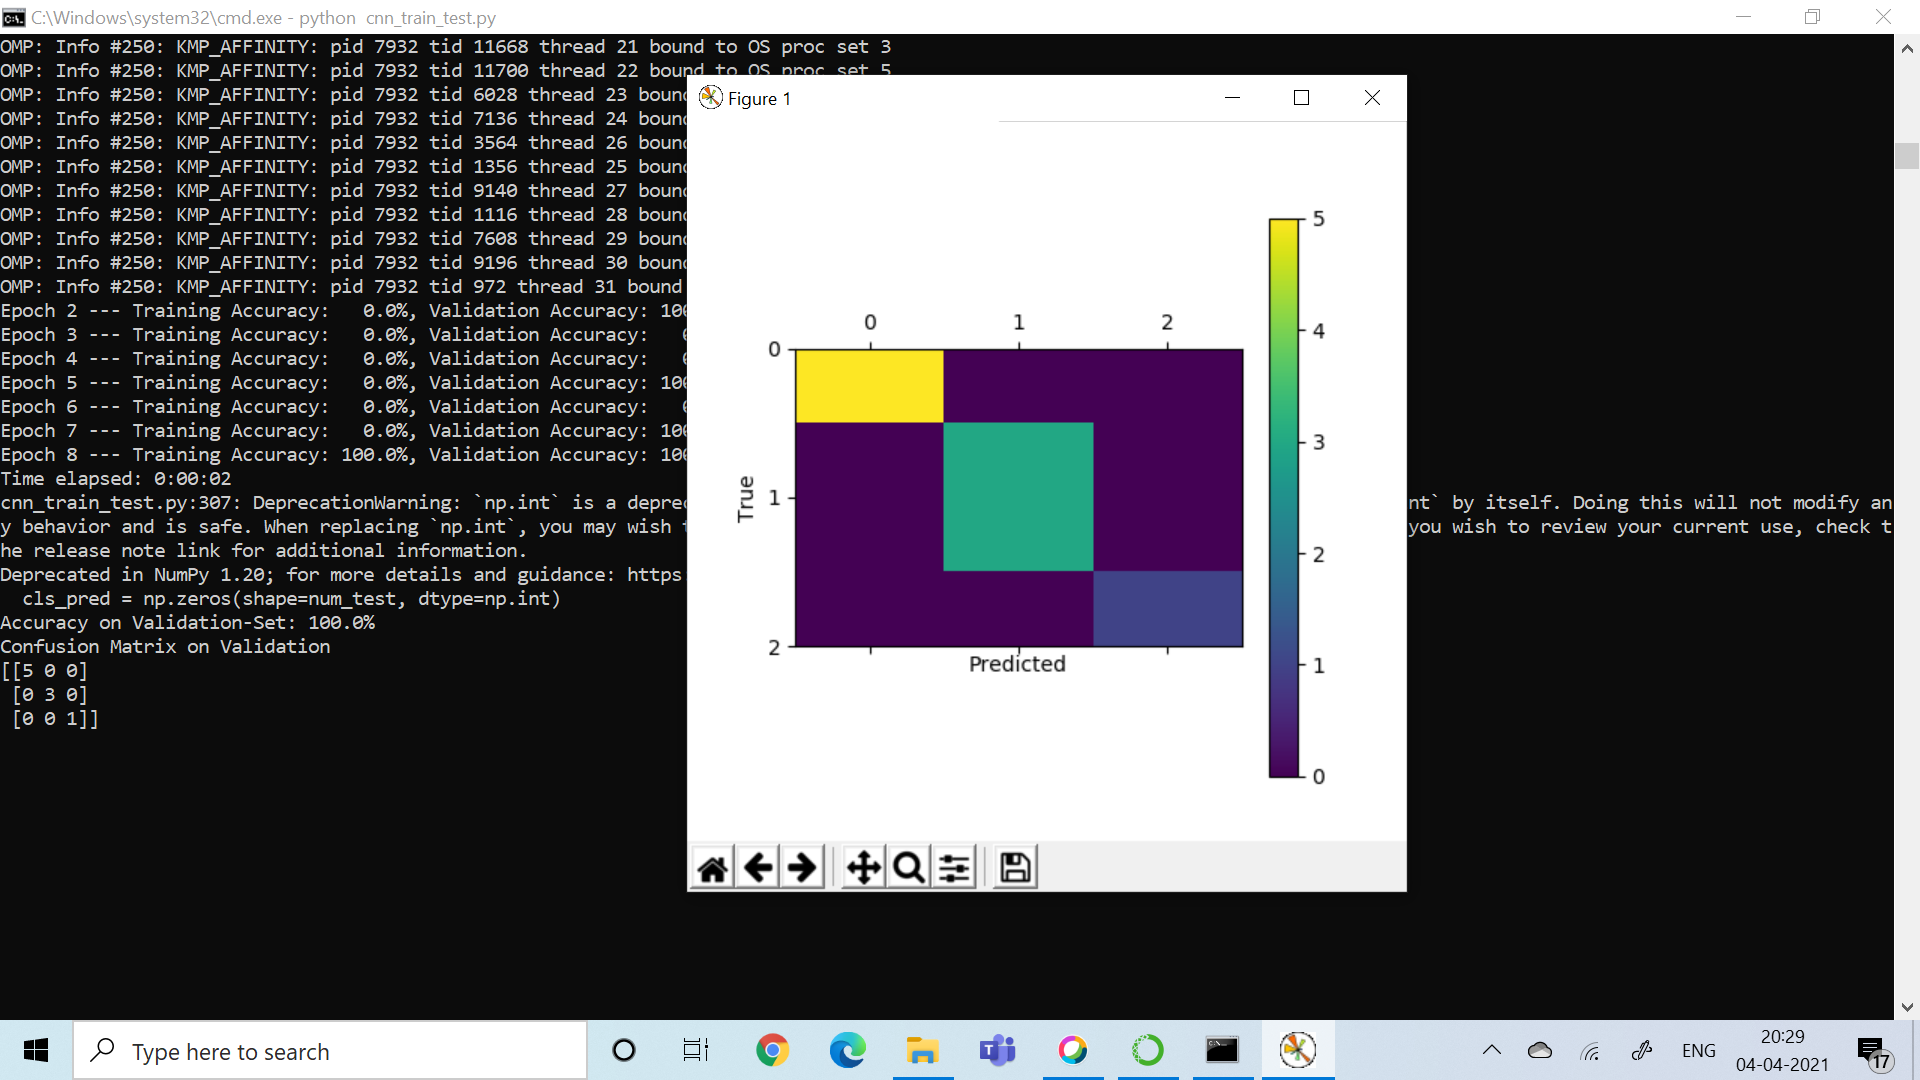 C:\Windows\system32\cmd.exe - python  cnn_train_test.py
OMP: Info #250: KMP_AFFINITY: pid 7932 tid 11668 thread 21 bound to OS proc set 3
OMP: Info #250: KMP_AFFINITY: pid 7932 tid 11700 thread 22 bound to OS proc set 5
OMP: Info #250: KMP_AFFINITY: pid 7932 tid 6028 thread 23 bound
OMP: Info #250: KMP_AFFINITY: pid 7932 tid 7136 thread 24 bound
OMP: Info #250: KMP_AFFINITY: pid 7932 tid 3564 thread 26 bound
OMP: Info #250: KMP_AFFINITY: pid 7932 tid 1356 thread 25 bound
OMP: Info #250: KMP_AFFINITY: pid 7932 tid 9140 thread 27 bound
OMP: Info #250: KMP_AFFINITY: pid 7932 tid 1116 thread 28 bound
OMP: Info #250: KMP_AFFINITY: pid 7932 tid 7608 thread 29 bound
OMP: Info #250: KMP_AFFINITY: pid 7932 tid 9196 thread 30 bound
OMP: Info #250: KMP_AFFINITY: pid 7932 tid 972 thread 31 bound
Epoch 2 --- Training Accuracy:   0.0%, Validation Accuracy: 100
Epoch 3 --- Training Accuracy:   0.0%, Validation Accuracy:
Epoch 4 --- Training Accuracy:   0.0%, Validation Accuracy:
Epoch 5 --- Training Accuracy:   0.0%, Validation Accuracy: 100
Epoch 6 --- Training Accuracy:   0.0%, Validation Accuracy:
Epoch 7 --- Training Accuracy:   0.0%, Validation Accuracy: 100
Epoch 8 --- Training Accuracy: 100.0%, Validation Accuracy: 100
Time elapsed: 0:00:02
cnn_train_test.py:307: DeprecationWarning: `np.int` is a deprec nt` by itself. Doing this will not modify an
y behavior and is safe. When replacing `np.int`, you may wish you wish to review your current use, check t
he release note link for additional information.
Deprecated in NumPy 1.20; for more details and guidance: https
  cls_pred = np.zeros(shape=num_test, dtype=np.int)
Accuracy on Validation-Set: 100.0%
Confusion Matrix on Validation
[[5 0 0]
 [0 3 0]
 [0 0 1]]
Figure 1
0 1 2
0
1
2
True
Predicted
5
4
3
2
1
0
Type here to search
ENG
20:29
04-04-2021
17